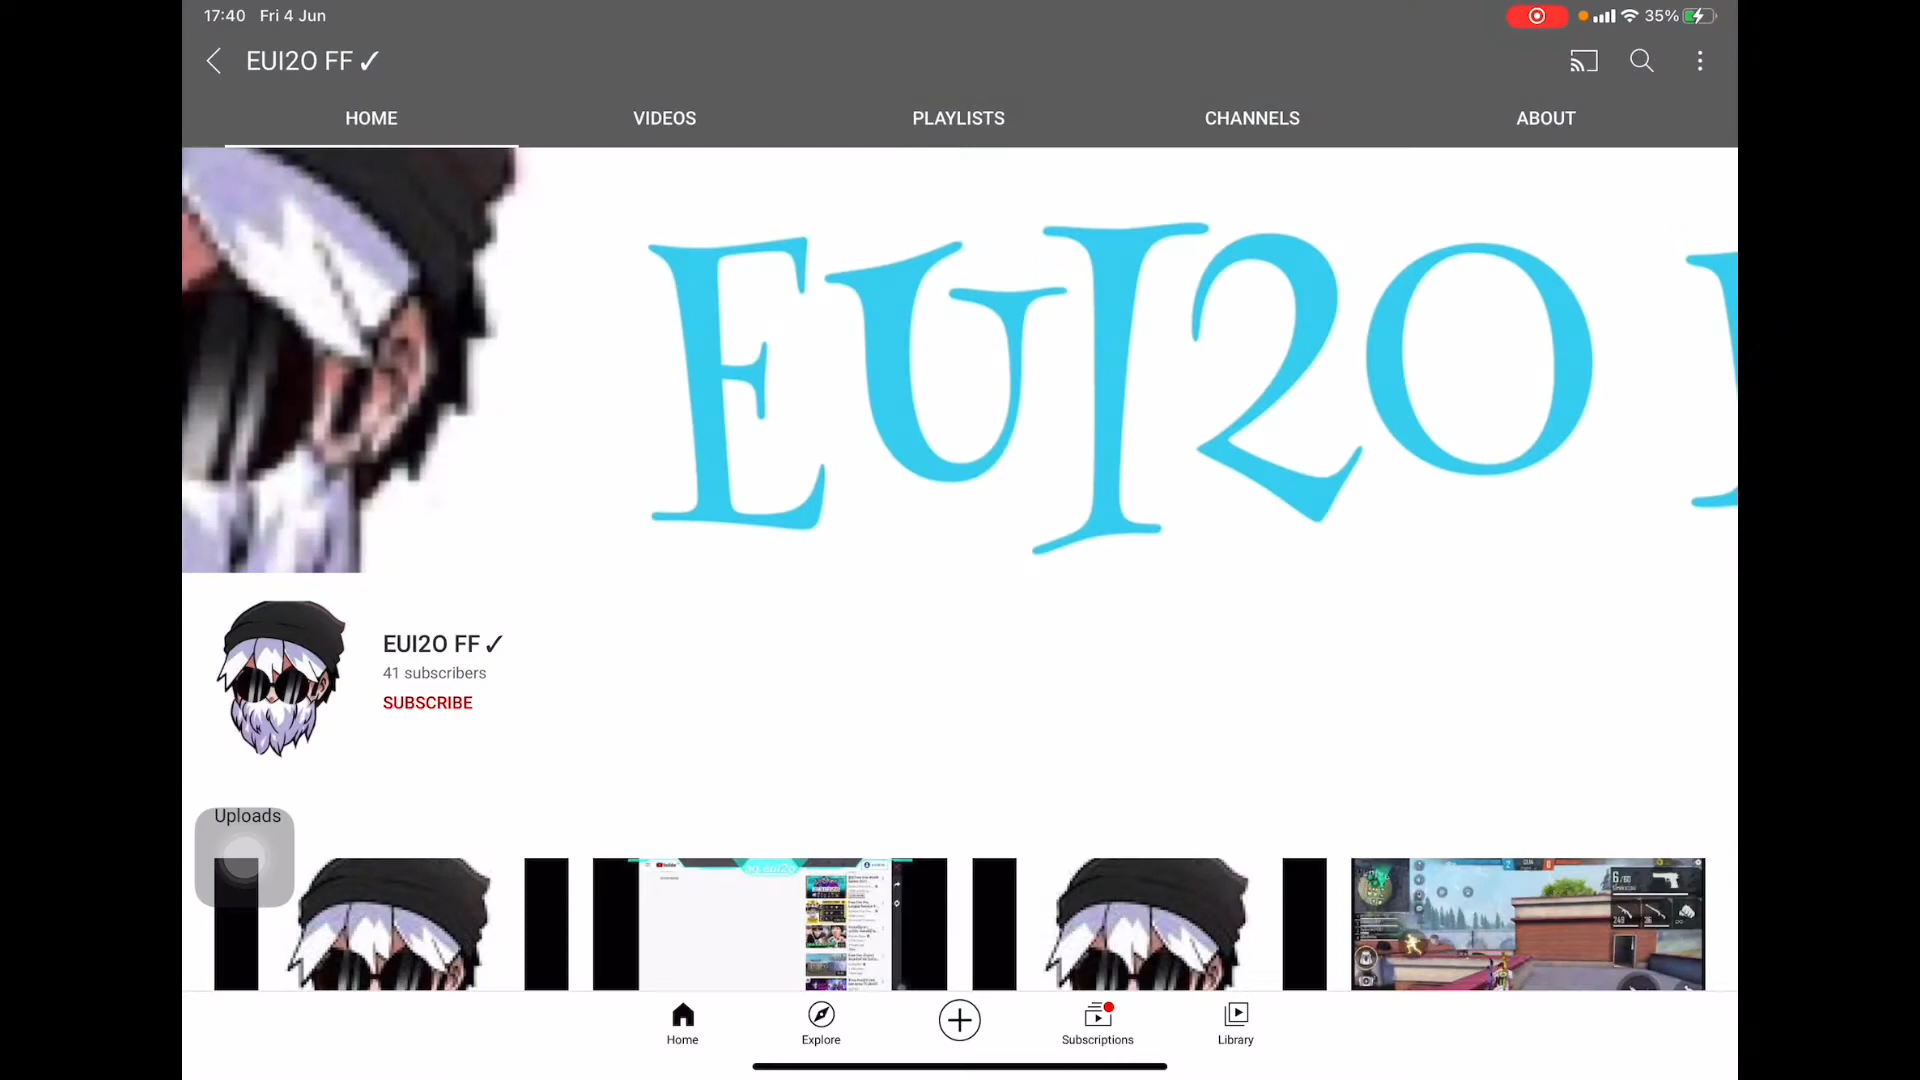 17:40 Fri 4 Jun
35%
EUI2O FF ✓
HOME VIDEOS PLAYLISTS CHANNELS ABOUT
EUI2O
EUI2O FF ✓
41 subscribers
SUBSCRIBE
Uploads
Home Explore Subscriptions Library